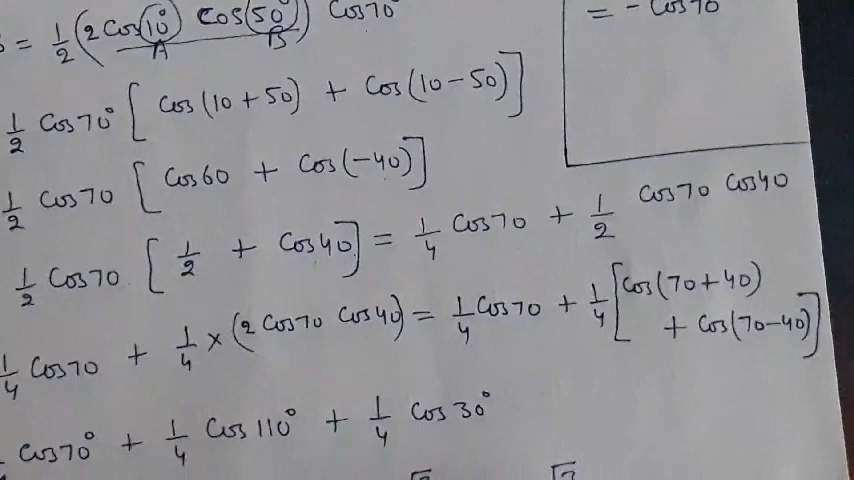 = 1/2 (2 Cos(10°) Cos(50°)) Cos70°
A B
= - Cos70
1/2 Cos70° [ Cos(10+50) + Cos(10-50) ]
1/2 Cos70 [ Cos60 + Cos(-40) ]
1/2 Cos70 [ 1/2 + Cos40 ] = 1/4 Cos70 + 1/2 Cos70 Cos40
1/4 Cos70 + 1/4 × (2 Cos70 Cos40) = 1/4 Cos70 + 1/4 [ Cos(70+40)
+ Cos(70-40) ]
Cos70° + 1/4 Cos110° + 1/4 Cos30°